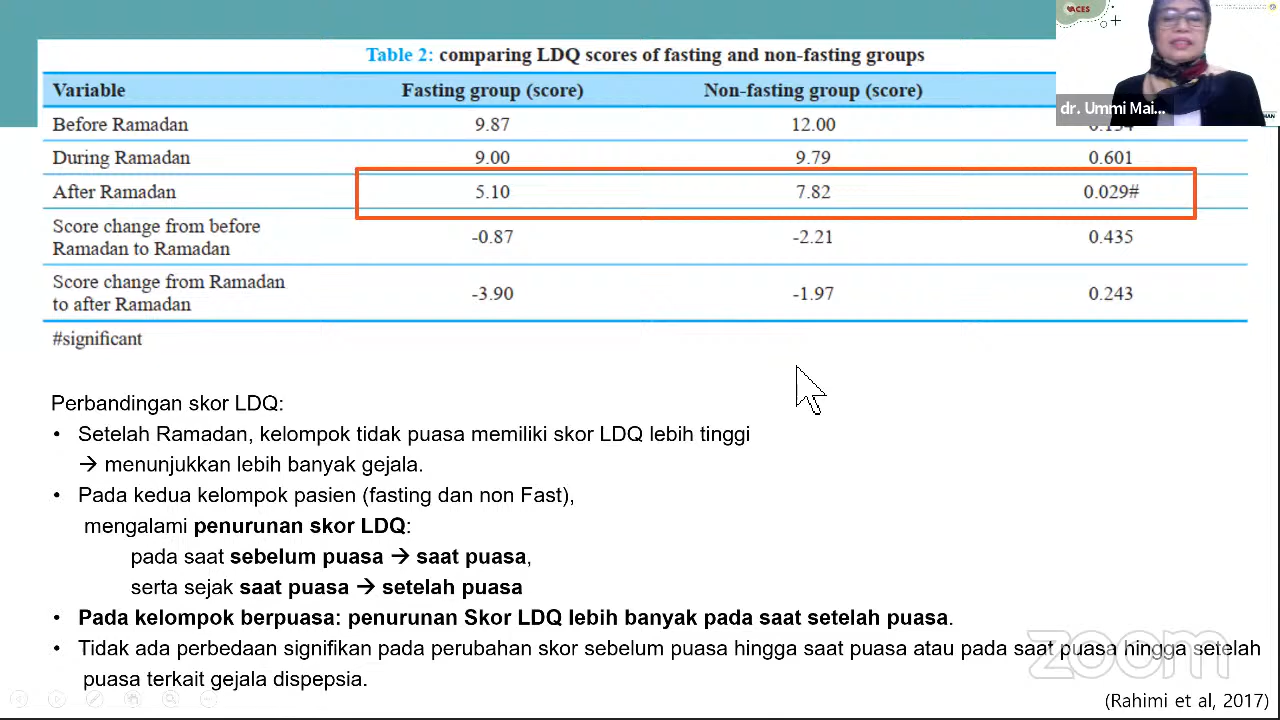 ACES
Table 2: comparing LDQ scores of fasting and non-fasting groups
Variable Fasting group (score) Non-fasting group (score)
dr. Ummi Mai...
Before Ramadan 9.87 12.00
During Ramadan 9.00 9.79 0.601
After Ramadan 5.10 7.82 0.029#
Score change from before
Ramadan to Ramadan -0.87 -2.21 0.435
Score change from Ramadan
to after Ramadan -3.90 -1.97 0.243
#significant
Perbandingan skor LDQ:
• Setelah Ramadan, kelompok tidak puasa memiliki skor LDQ lebih tinggi
→ menunjukkan lebih banyak gejala.
• Pada kedua kelompok pasien (fasting dan non Fast),
mengalami penurunan skor LDQ:
pada saat sebelum puasa → saat puasa,
serta sejak saat puasa → setelah puasa
• Pada kelompok berpuasa: penurunan Skor LDQ lebih banyak pada saat setelah puasa.
• Tidak ada perbedaan signifikan pada perubahan skor sebelum puasa hingga saat puasa atau pada saat puasa hingga setelah
puasa terkait gejala dispepsia.
zoom
(Rahimi et al, 2017)